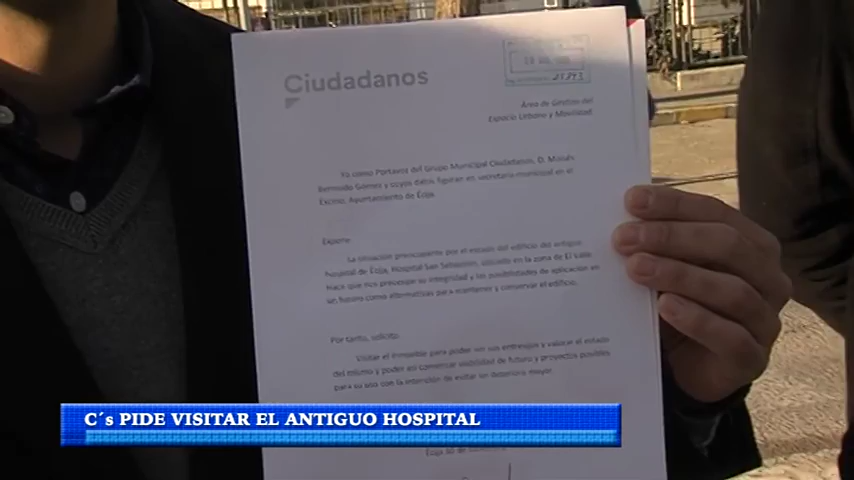 Ciudadanos
Área de Gestión del
Espacio Urbano y Movilidad
Yo como Portavoz del Grupo Municipal Ciudadanos, D. Moisés
Bermudo Gómez y cuyos datos figuran en secretaría municipal en el
Excmo. Ayuntamiento de Écija.
Expone:
La situación preocupante por el estado del edificio del antiguo
hospital de Écija, Hospital San Sebastián, ubicado en la zona de El Valle.
Hace que nos preocupe su integridad y las posibilidades de aplicación en
un futuro como alternativas para mantener y conservar el edificio.
Por tanto, solicito:
Visitar el inmueble para poder ver sus entresijos y valorar el estado
del mismo y poder así comenzar viabilidad de futuro y proyectos posibles
para su uso con la intención de evitar un deterioro mayor.
C´s PIDE VISITAR EL ANTIGUO HOSPITAL
Écija